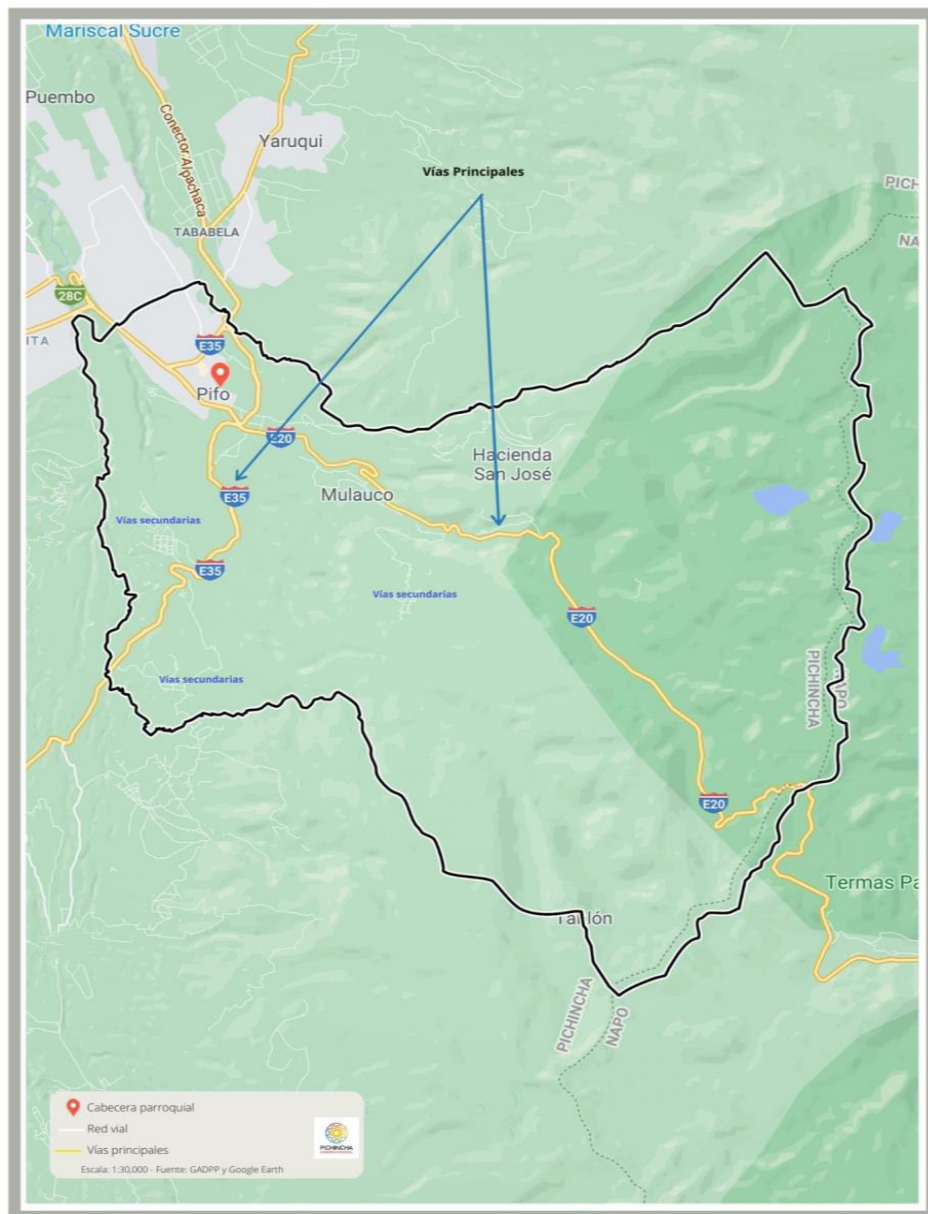 Mariscal Sucre
Puembo
Conector Alpachaca
Yaruqui
Vías Principales
PICH
NA
TABABELA
28C
ITA
E35
Pifo
E20
Hacienda
San José
Mulauco
E35
Vías secundarias
E35
Vías secundarias
E20
PICHINCHA
Vías secundarias
E20
Termas Pa
PICHINCHA
NAPO
Cabecera parroquial
Red vial
Vías principales
PICHINCHA
Escala: 1:30,000 - Fuente: GADPP y Google Earth